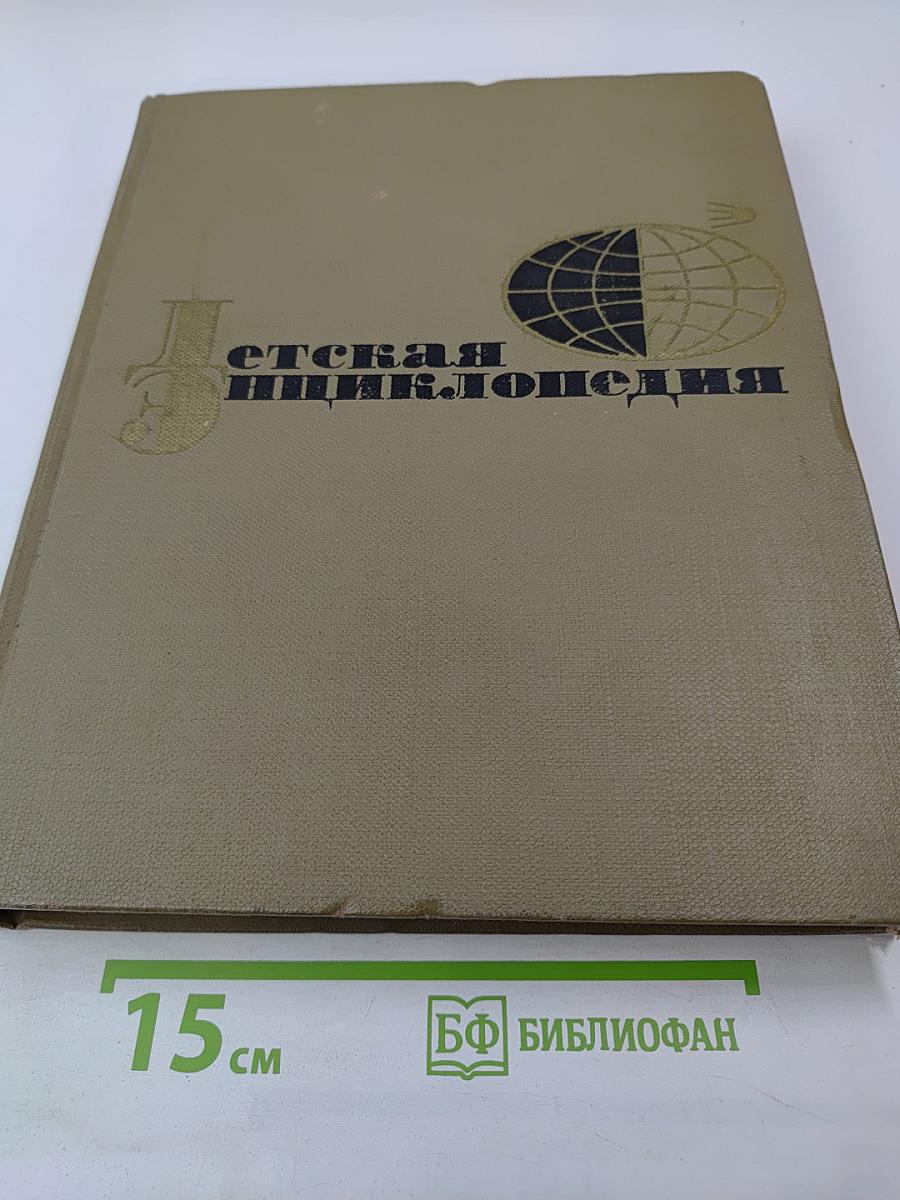 Детская
Энциклопедия
15 см
БФ БИБЛИОФАН